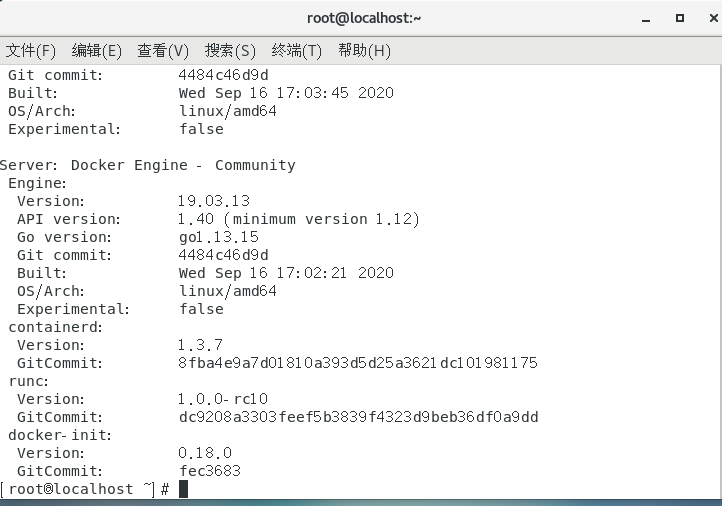 root@localhost:~
文件(F) 编辑(E) 查看(V) 搜索(S) 终端(T) 帮助(H)
Git commit: 4484c46d9d
Built: Wed Sep 16 17:03:45 2020
OS/Arch: linux/amd64
Experimental: false
Server: Docker Engine - Community
Engine:
Version: 19.03.13
API version: 1.40 (minimum version 1.12)
Go version: go1.13.15
Git commit: 4484c46d9d
Built: Wed Sep 16 17:02:21 2020
OS/Arch: linux/amd64
Experimental: false
containerd:
Version: 1.3.7
GitCommit: 8fba4e9a7d01810a393d5d25a3621dc101981175
runc:
Version: 1.0.0-rc10
GitCommit: dc9208a3303feef5b3839f4323d9beb36df0a9dd
docker-init:
Version: 0.18.0
GitCommit: fec3683
[root@localhost ~]#